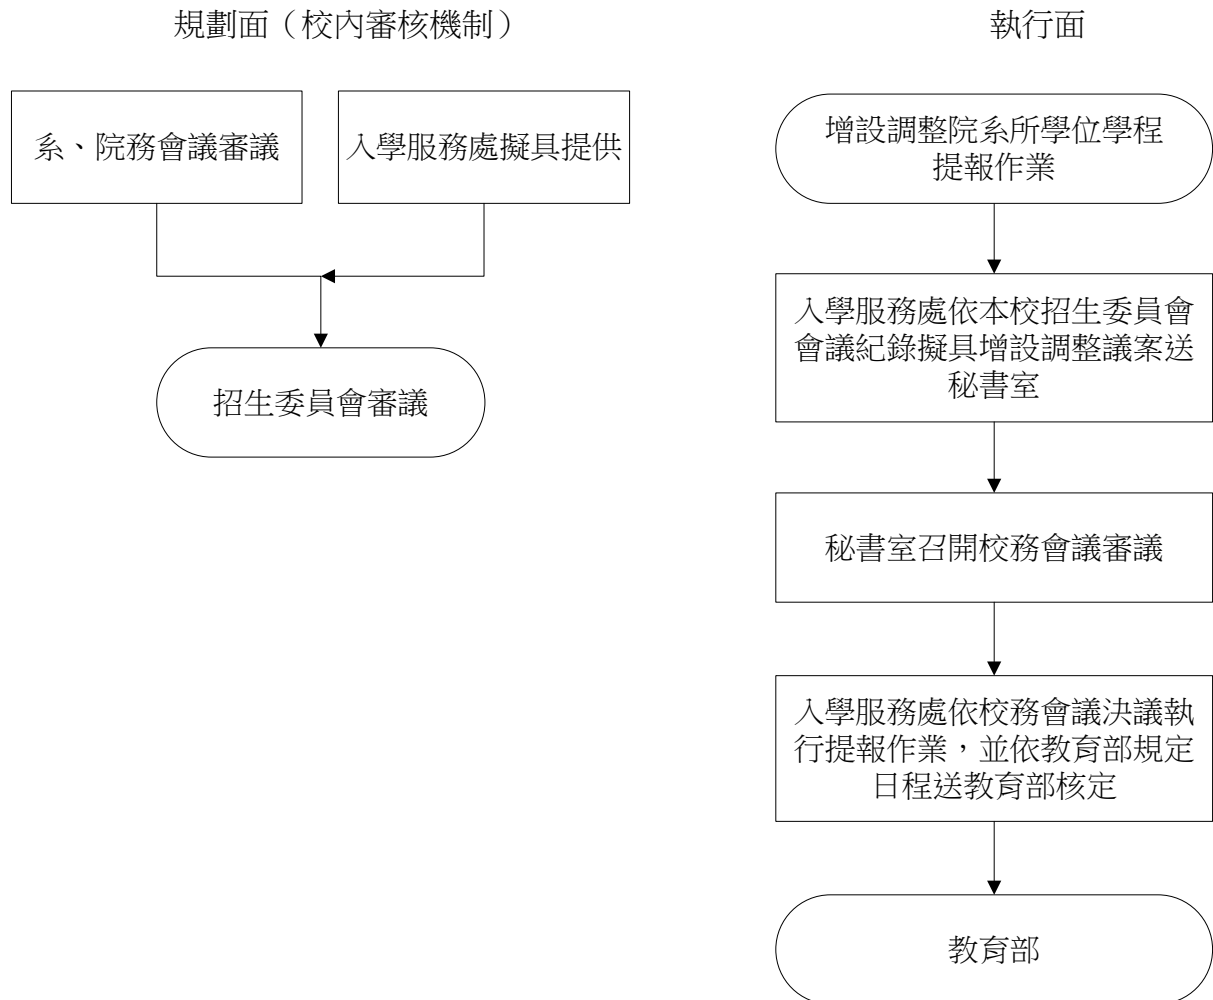 規劃面（校內審核機制）
系、院務會議審議
入學服務處擬具提供
招生委員會審議
執行面
增設調整院系所學位學程
提報作業
入學服務處依本校招生委員會
會議紀錄擬具增設調整議案送
秘書室
秘書室召開校務會議審議
入學服務處依校務會議決議執
行提報作業，並依教育部規定
日程送教育部核定
教育部